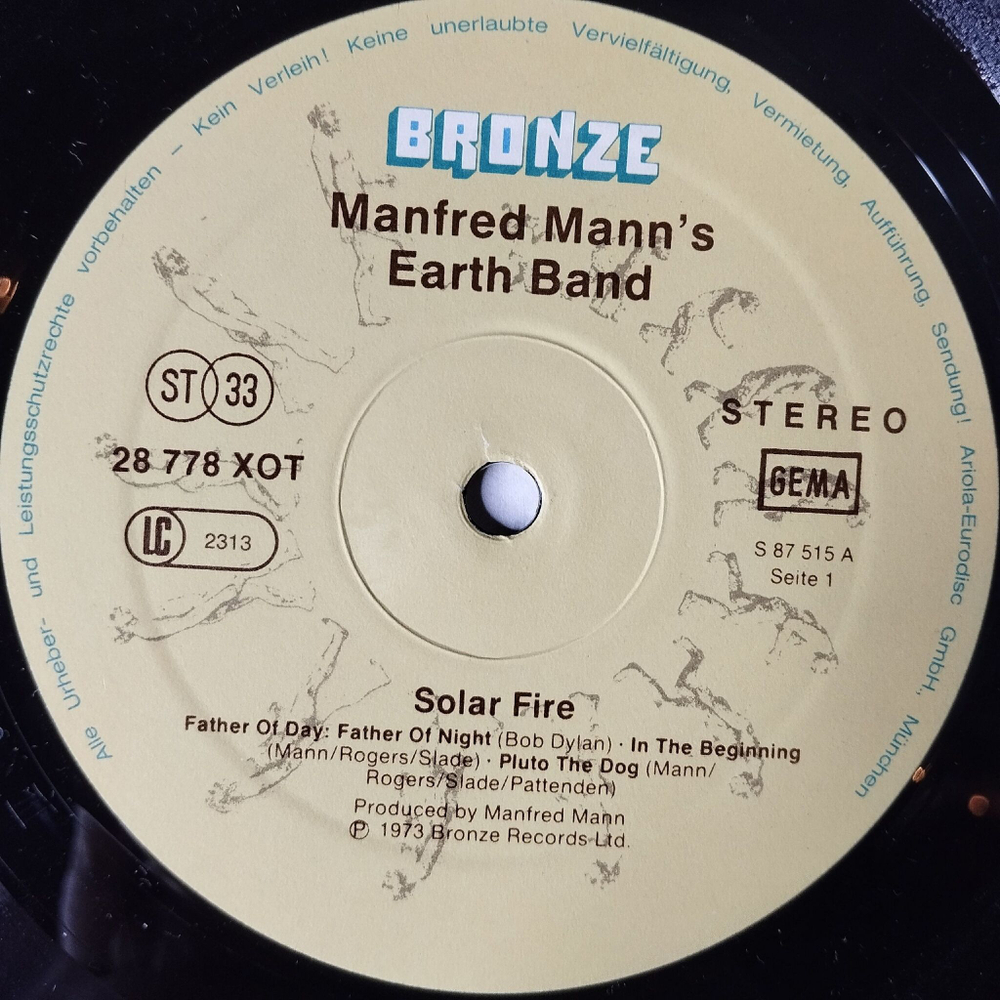 Alle Urheber- und Leistungsschutzrechte vorbehalten – Kein Verleih! Keine unerlaubte Vervielfältigung, Vermietung, Aufführung, Sendung! Ariola-Eurodisc GmbH., München
BRONZE
Manfred Mann's
Earth Band
ST 33
28 778 XOT
LC 2313
STEREO
GEMA
S 87 515 A
Seite 1
Solar Fire
Father Of Day: Father Of Night (Bob Dylan) · In The Beginning
(Mann/Rogers/Slade) · Pluto The Dog (Mann/
Rogers/Slade/Pattenden)
Produced by Manfred Mann
℗ 1973 Bronze Records Ltd.